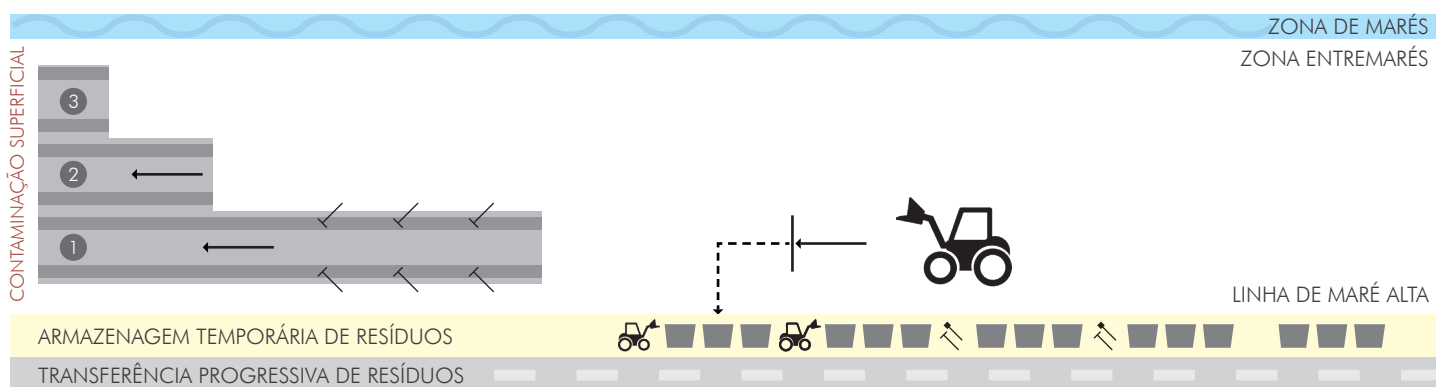 ZONA DE MARÉS
ZONA ENTREMARÉS
CONTAMINAÇÃO SUPERFICIAL
3
2
1
LINHA DE MARÉ ALTA
ARMAZENAGEM TEMPORÁRIA DE RESÍDUOS
TRANSFERÊNCIA PROGRESSIVA DE RESÍDUOS